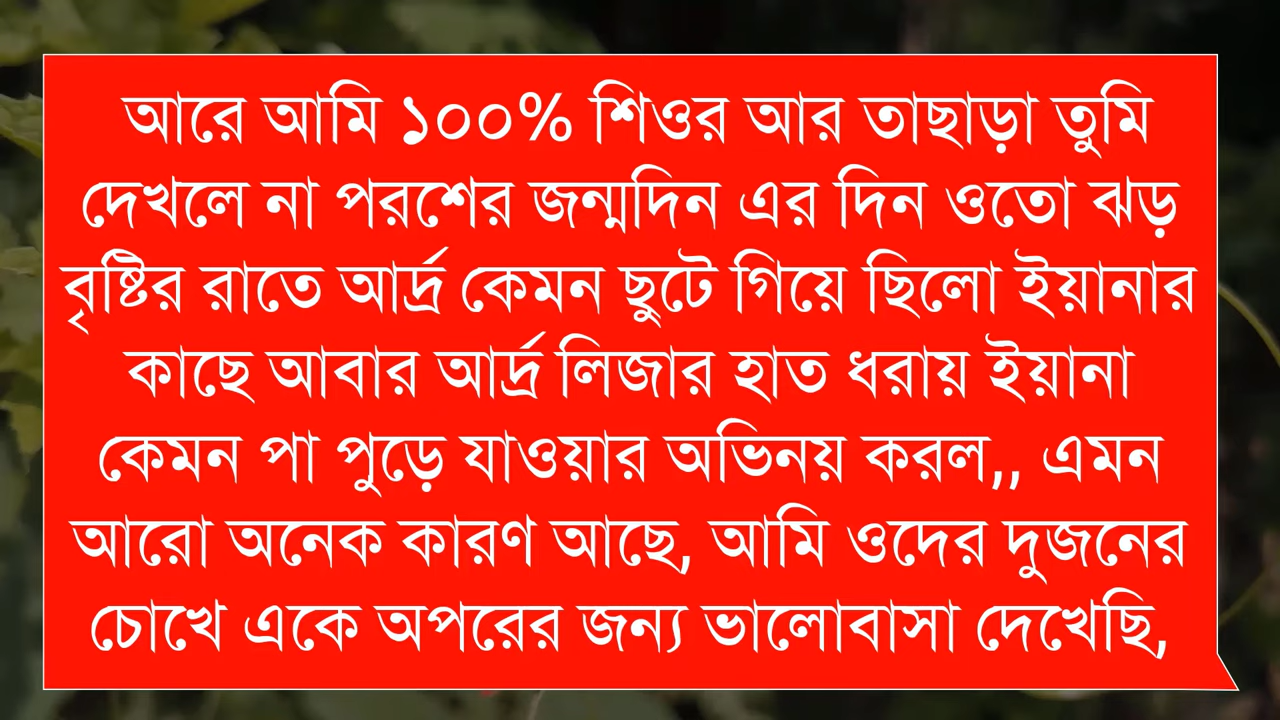 আরে আমি ১০০% শিওর আর তাছাড়া তুমি
দেখলে না পরশের জন্মদিন এর দিন ওতো ঝড়
বৃষ্টির রাতে আর্দ্র কেমন ছুটে গিয়ে ছিলো ইয়ানার
কাছে আবার আর্দ্র লিজার হাত ধরায় ইয়ানা
কেমন পা পুড়ে যাওয়ার অভিনয় করল,, এমন
আরো অনেক কারণ আছে, আমি ওদের দুজনের
চোখে একে অপরের জন্য ভালোবাসা দেখেছি,